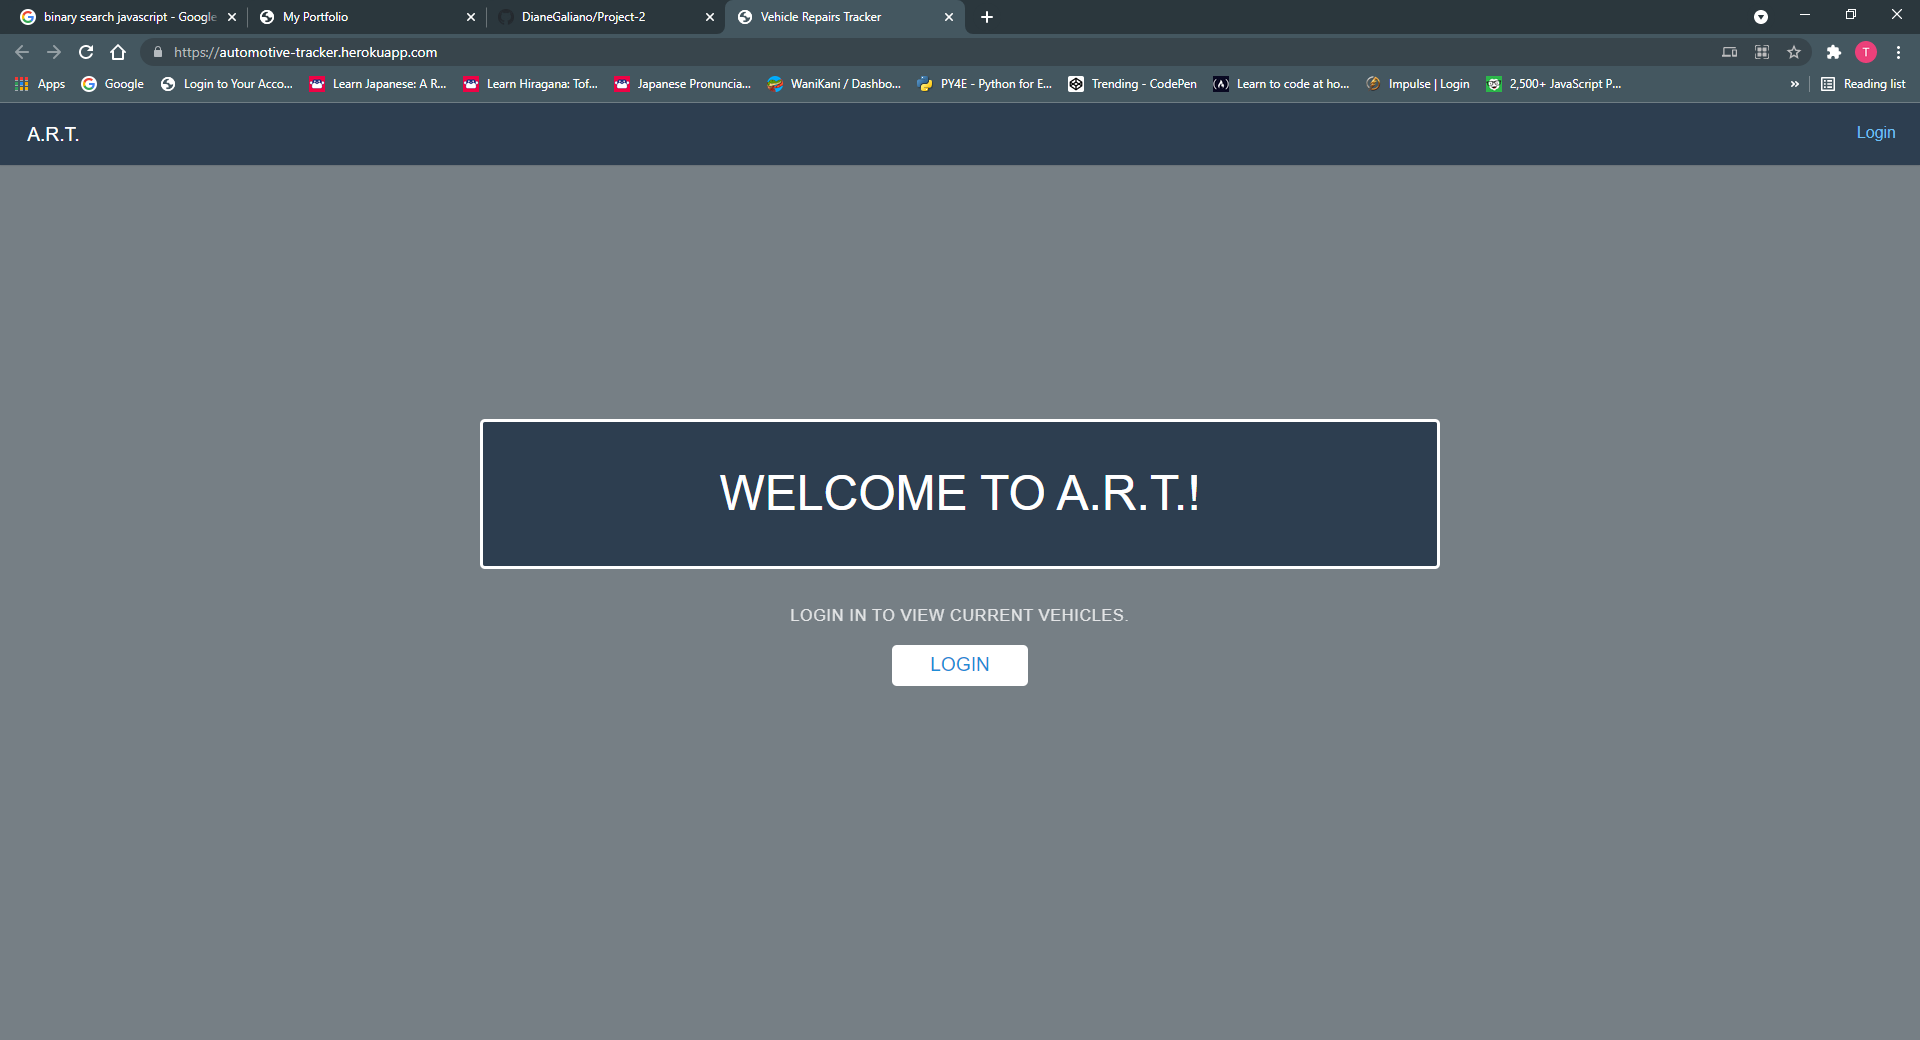 binary search javascript - Google
My Portfolio
DianeGaliano/Project-2
Vehicle Repairs Tracker
https://automotive-tracker.herokuapp.com
T
Apps
Google
Login to Your Acco...
Learn Japanese: A R...
Learn Hiragana: Tof...
Japanese Pronuncia...
WaniKani / Dashbo...
PY4E - Python for E...
Trending - CodePen
Learn to code at ho...
Impulse | Login
2,500+ JavaScript P...
»
Reading list
A.R.T.
Login
WELCOME TO A.R.T.!
LOGIN IN TO VIEW CURRENT VEHICLES.
LOGIN